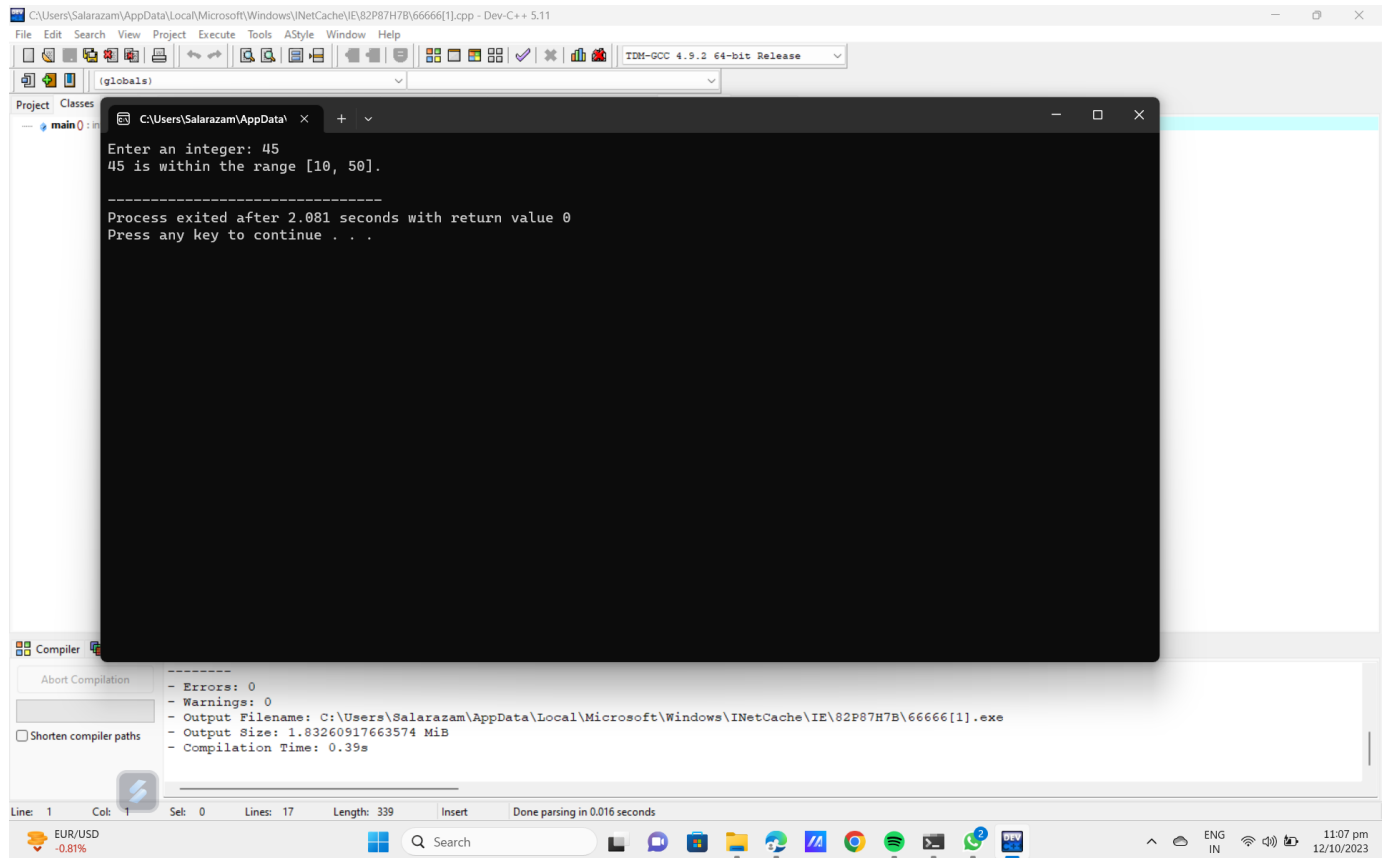 C:\Users\Salarazam\AppData\Local\Microsoft\Windows\INetCache\IE\82P87H7B\66666[1].cpp - Dev-C++ 5.11
File Edit Search View Project Execute Tools AStyle Window Help
TDM-GCC 4.9.2 64-bit Release
(globals)
Project Classes
main () : in
C:\Users\Salarazam\AppData\
Enter an integer: 45
45 is within the range [10, 50].
--------------------------------
Process exited after 2.081 seconds with return value 0
Press any key to continue . . .
Compiler
Abort Compilation
Shorten compiler paths
--------
- Errors: 0
- Warnings: 0
- Output Filename: C:\Users\Salarazam\AppData\Local\Microsoft\Windows\INetCache\IE\82P87H7B\66666[1].exe
- Output Size: 1.83260917663574 MiB
- Compilation Time: 0.39s
Line: 1 Col: 1 Sel: 0 Lines: 17 Length: 339 Insert Done parsing in 0.016 seconds
EUR/USD
-0.81%
Search
2
DEV
ENG
IN
11:07 pm
12/10/2023